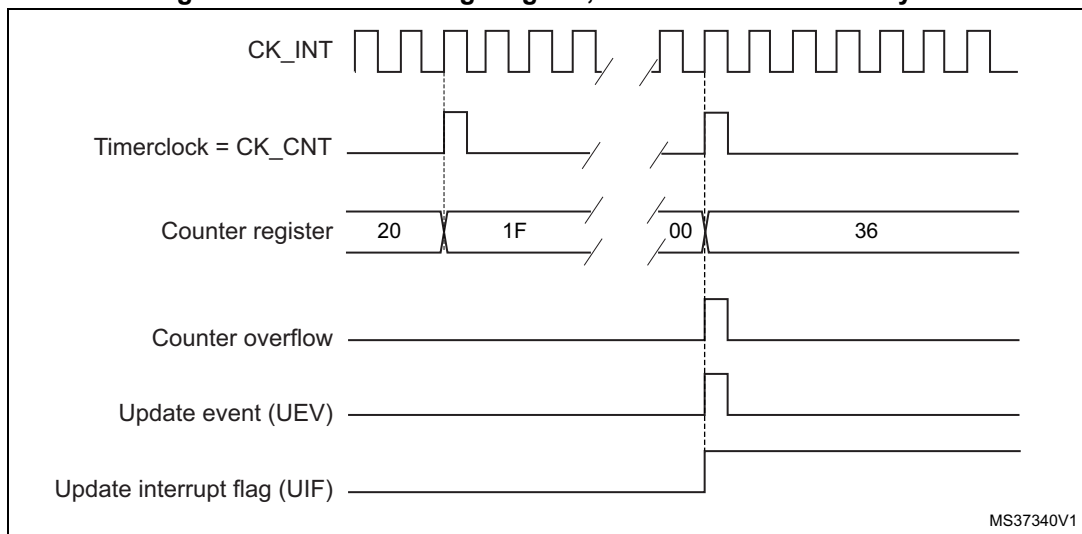 CK_INT
Timerclock = CK_CNT
Counter register 20 1F 00 36
Counter overflow
Update event (UEV)
Update interrupt flag (UIF)
MS37340V1